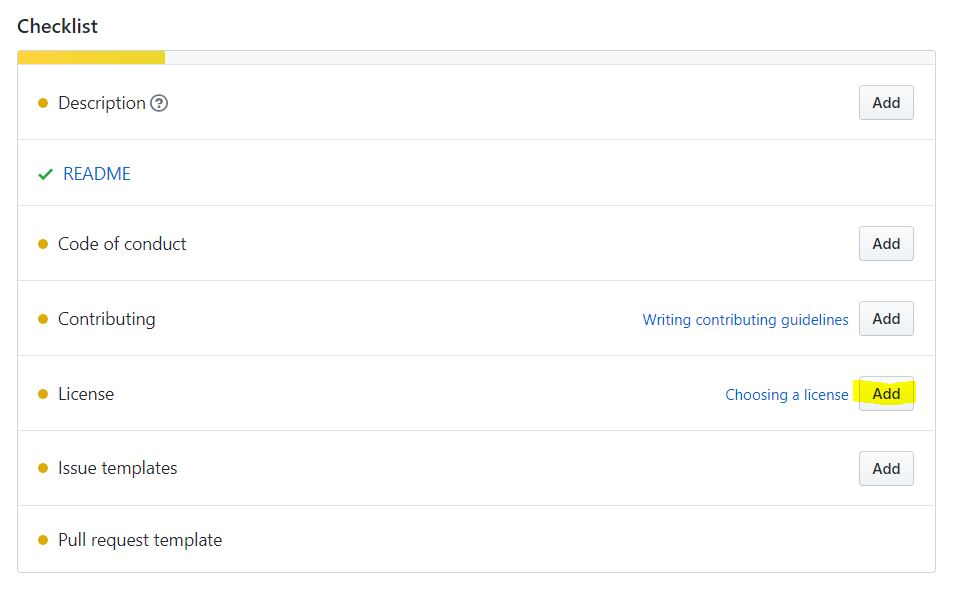 Checklist
Description ? Add
README
Code of conduct Add
Contributing Writing contributing guidelines Add
License Choosing a license Add
Issue templates Add
Pull request template